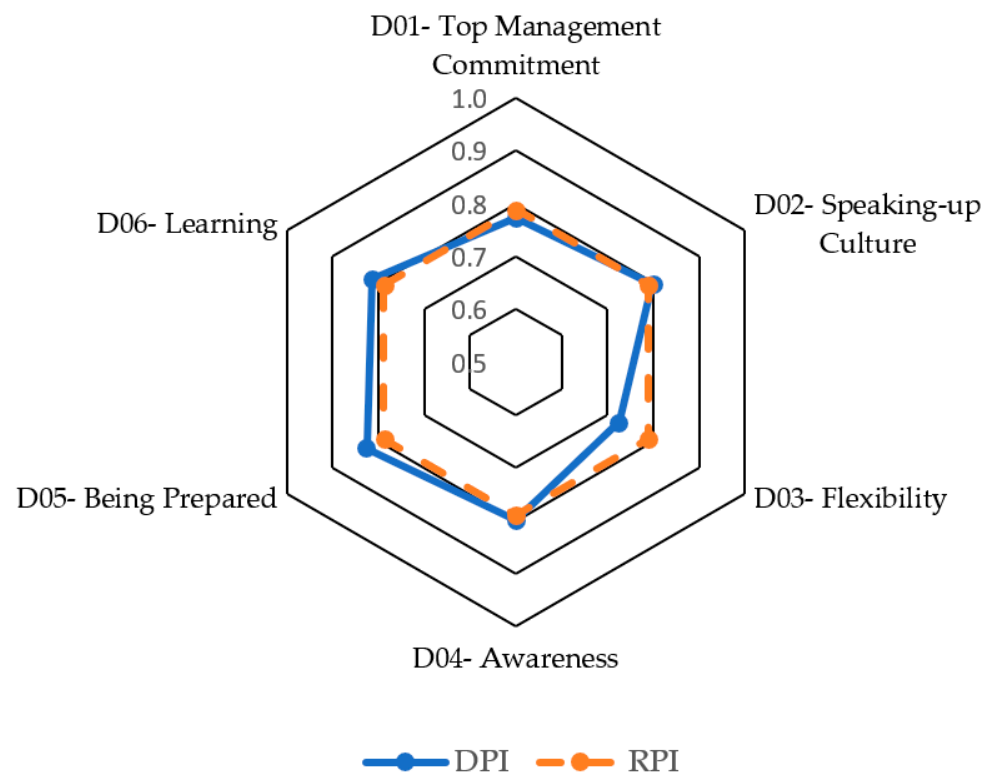 D01- Top Management
Commitment
1.0
0.9
0.8
0.7
0.6
0.5
D02- Speaking-up
Culture
D06- Learning
D03- Flexibility
D05- Being Prepared
D04- Awareness
DPI
RPI